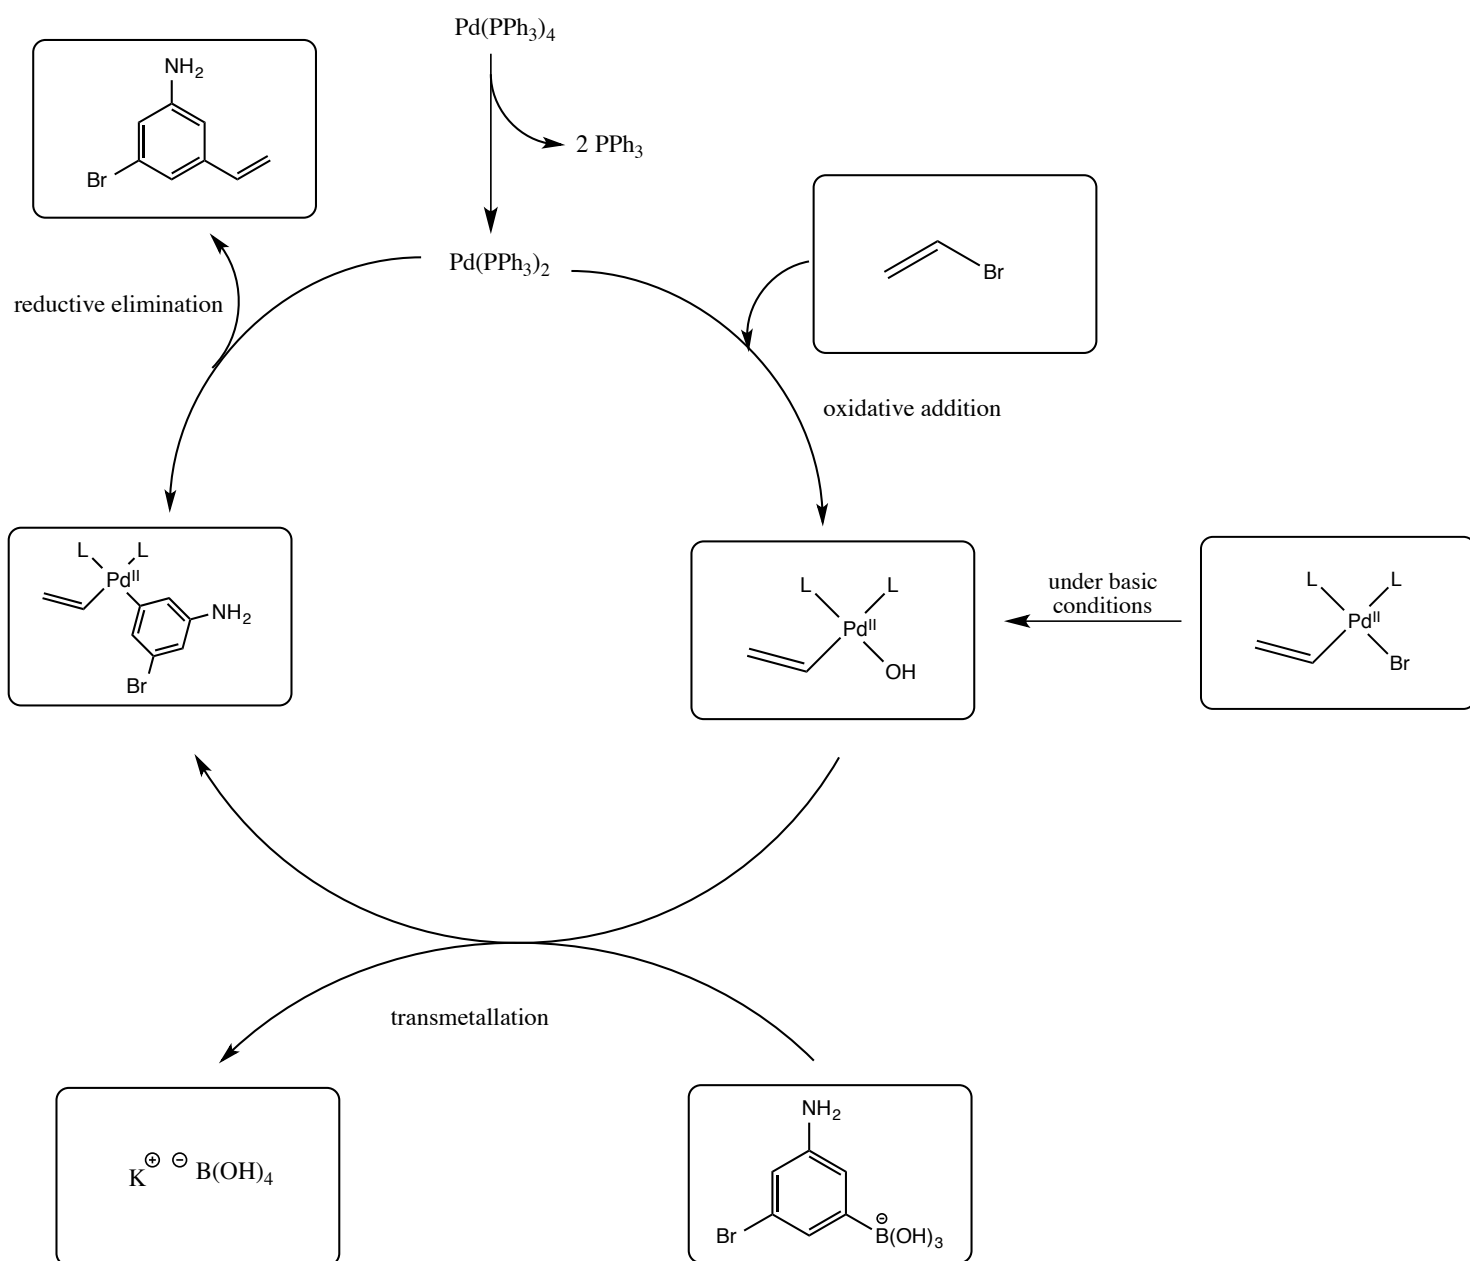 Pd(PPh3)4
NH2
Br
2 PPh3
Pd(PPh3)2
Br
reductive elimination
oxidative addition
L L
PdII
NH2
Br
L L
PdII
OH
under basic
conditions
L L
PdII
Br
transmetallation
K⊕ ⊖B(OH)4
NH2
Br
⊖
B(OH)3